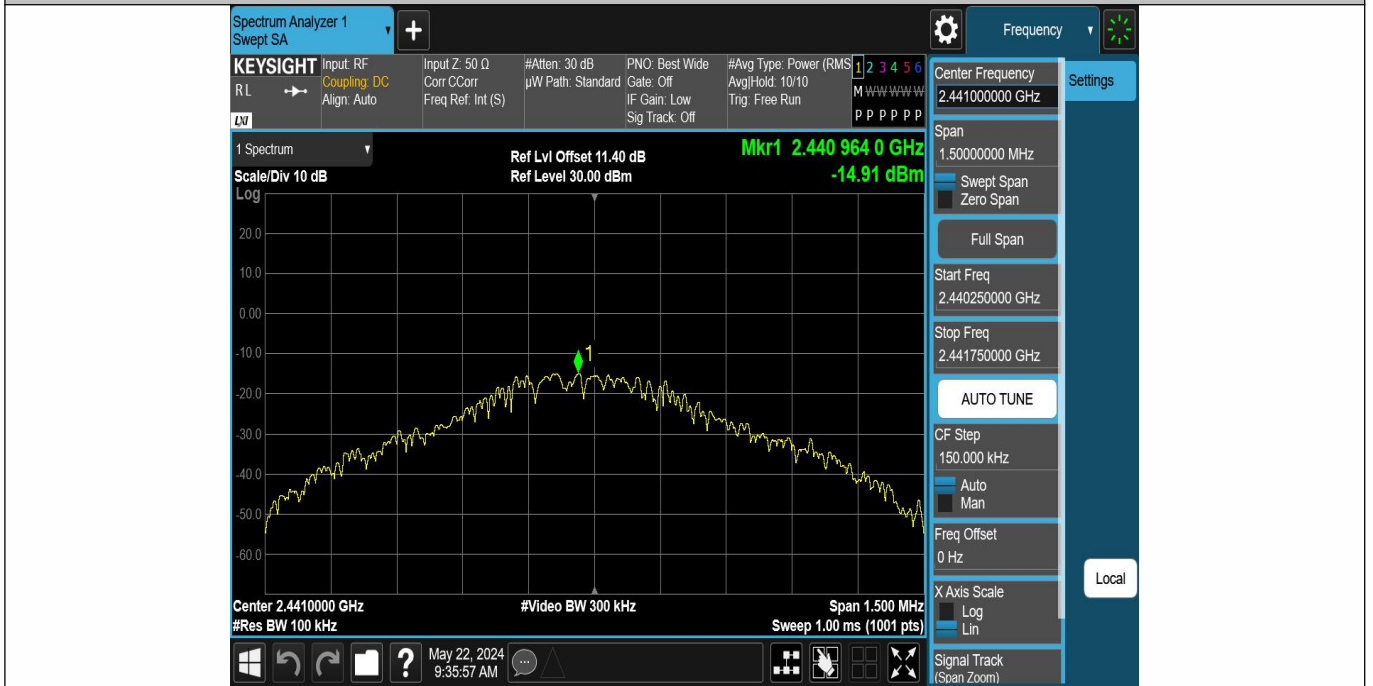 Spectrum Analyzer 1
Swept SA
+
Frequency
KEYSIGHT
RL
LXI
Input: RF
Coupling: DC
Align: Auto
Input Z: 50 Ω
Corr CCorr
Freq Ref: Int (S)
#Atten: 30 dB
µW Path: Standard
PNO: Best Wide
Gate: Off
IF Gain: Low
Sig Track: Off
#Avg Type: Power (RMS
Avg|Hold: 10/10
Trig: Free Run
1 2 3 4 5 6
M W W W W W
P P P P P P
1 Spectrum
Scale/Div 10 dB
Log
Ref Lvl Offset 11.40 dB
Ref Level 30.00 dBm
Mkr1 2.440 964 0 GHz
-14.91 dBm
20.0
10.0
0.00
-10.0
-20.0
-30.0
-40.0
-50.0
-60.0
1
Center 2.4410000 GHz
#Res BW 100 kHz
#Video BW 300 kHz
Span 1.500 MHz
Sweep 1.00 ms (1001 pts)
Center Frequency
2.441000000 GHz
Settings
Span
1.50000000 MHz
Swept Span
Zero Span
Full Span
Start Freq
2.440250000 GHz
Stop Freq
2.441750000 GHz
AUTO TUNE
CF Step
150.000 kHz
Auto
Man
Freq Offset
0 Hz
X Axis Scale
Log
Lin
Signal Track
(Span Zoom)
Local
?
May 22, 2024
9:35:57 AM